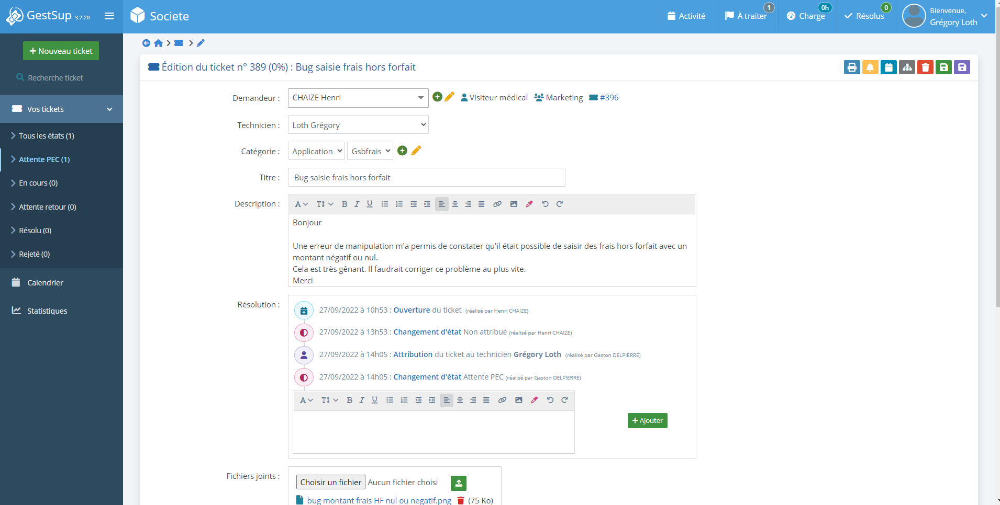 GestSup 3.2.20
Societe
Activité
1
À traiter
0h
Charge
0
Résolus
Bienvenue,
Grégory Loth
Nouveau ticket
Recherche ticket
Vos tickets
Tous les états (1)
Attente PEC (1)
En cours (0)
Attente retour (0)
Résolu (0)
Rejeté (0)
Calendrier
Statistiques
Édition du ticket n° 389 (0%) : Bug saisie frais hors forfait
Demandeur : CHAIZE Henri Visiteur médical Marketing #396
Technicien : Loth Grégory
Catégorie : Application Gsbfrais
Titre : Bug saisie frais hors forfait
Description :
Bonjour
Une erreur de manipulation m'a permis de constater qu'il était possible de saisir des frais hors forfait avec un
montant négatif ou nul.
Cela est très gênant. Il faudrait corriger ce problème au plus vite.
Merci
Résolution :
27/09/2022 à 10h53 : Ouverture du ticket (réalisé par Henri CHAIZE)
27/09/2022 à 13h53 : Changement d'état Non attribué (réalisé par Henri CHAIZE)
27/09/2022 à 14h05 : Attribution du ticket au technicien Grégory Loth (réalisé par Gaston DELPIERRE)
27/09/2022 à 14h05 : Changement d'état Attente PEC (réalisé par Gaston DELPIERRE)
Ajouter
Fichiers joints :
Choisir un fichier Aucun fichier choisi
bug montant frais HF nul ou negatif.png (75 Ko)